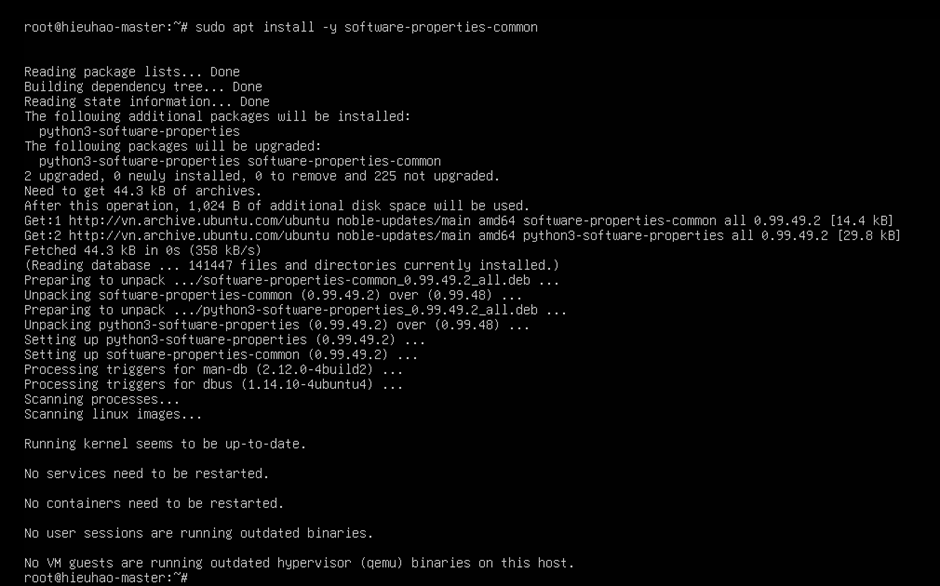 root@hieuhao-master:~# sudo apt install -y software-properties-common
Reading package lists... Done
Building dependency tree... Done
Reading state information... Done
The following additional packages will be installed:
  python3-software-properties
The following packages will be upgraded:
  python3-software-properties software-properties-common
2 upgraded, 0 newly installed, 0 to remove and 225 not upgraded.
Need to get 44.3 kB of archives.
After this operation, 1,024 B of additional disk space will be used.
Get:1 http://vn.archive.ubuntu.com/ubuntu noble-updates/main amd64 software-properties-common all 0.99.49.2 [14.4 kB]
Get:2 http://vn.archive.ubuntu.com/ubuntu noble-updates/main amd64 python3-software-properties all 0.99.49.2 [29.8 kB]
Fetched 44.3 kB in 0s (358 kB/s)
(Reading database ... 141447 files and directories currently installed.)
Preparing to unpack .../software-properties-common_0.99.49.2_all.deb ...
Unpacking software-properties-common (0.99.49.2) over (0.99.48) ...
Preparing to unpack .../python3-software-properties_0.99.49.2_all.deb ...
Unpacking python3-software-properties (0.99.49.2) over (0.99.48) ...
Setting up python3-software-properties (0.99.49.2) ...
Setting up software-properties-common (0.99.49.2) ...
Processing triggers for man-db (2.12.0-4build2) ...
Processing triggers for dbus (1.14.10-4ubuntu4) ...
Scanning processes...
Scanning linux images...
Running kernel seems to be up-to-date.
No services need to be restarted.
No containers need to be restarted.
No user sessions are running outdated binaries.
No VM guests are running outdated hypervisor (qemu) binaries on this host.
root@hieuhao-master:~#